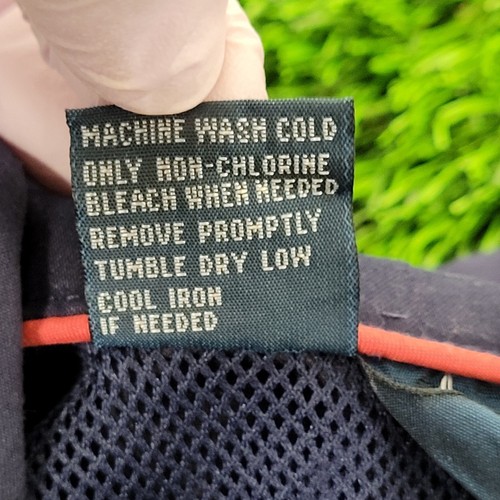 MACHINE WASH COLD
ONLY NON-CHLORINE
BLEACH WHEN NEEDED
REMOVE PROMPTLY
TUMBLE DRY LOW
COOL IRON
IF NEEDED